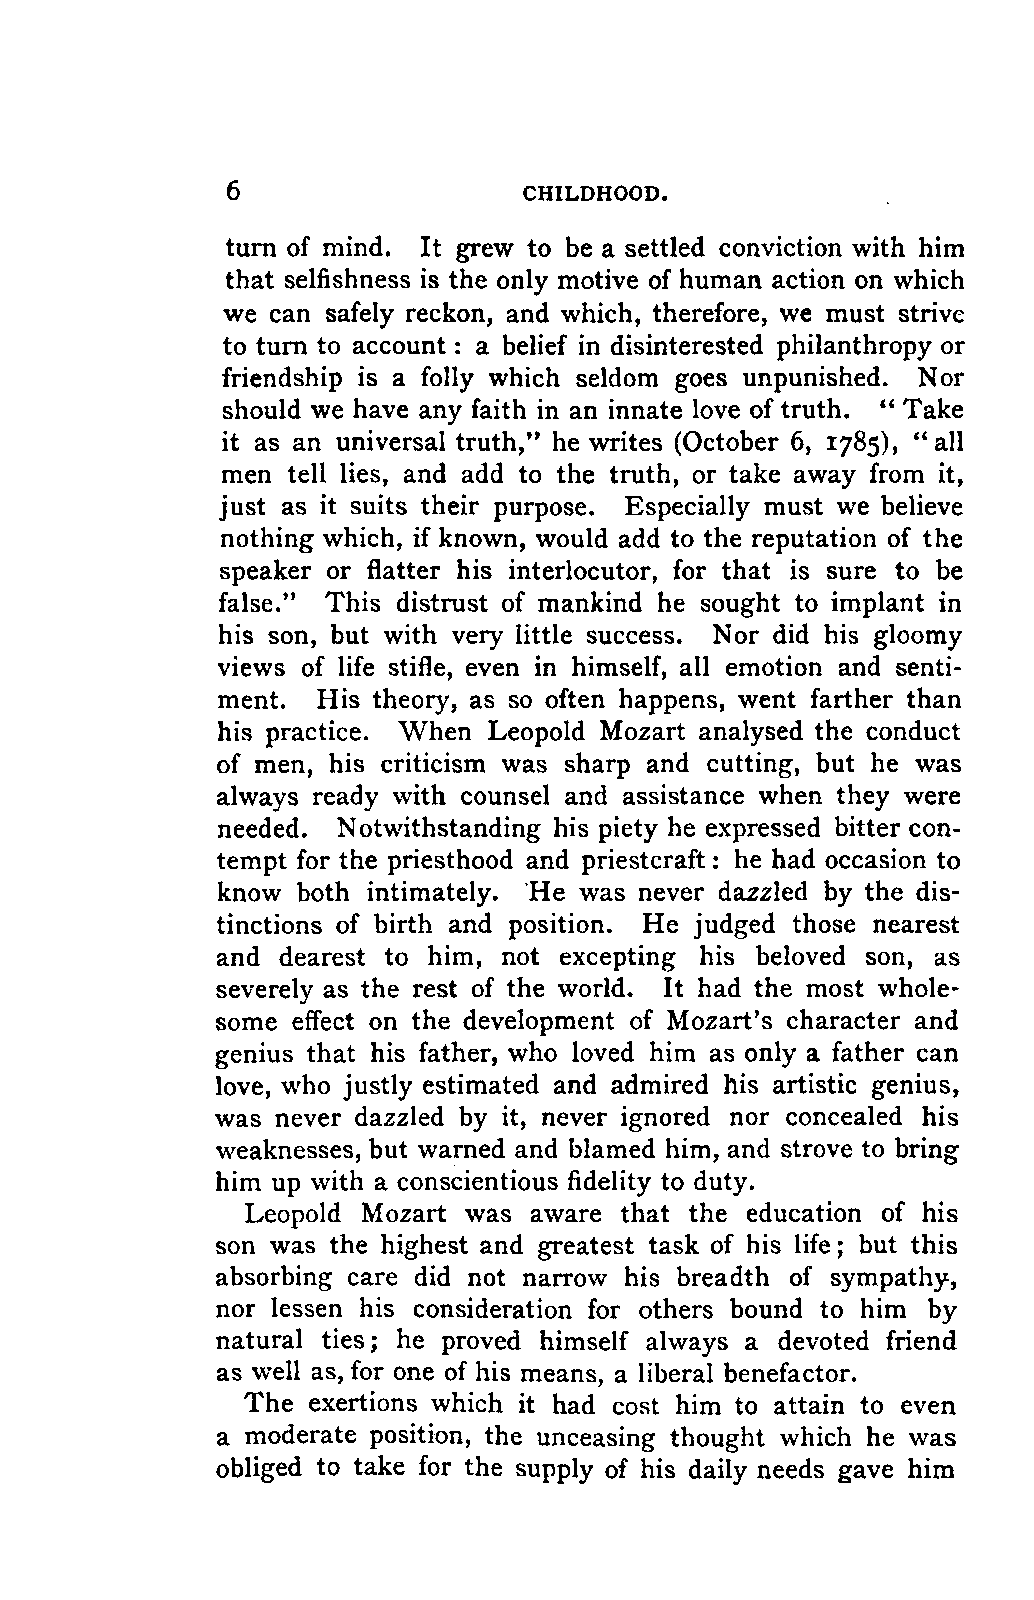 6 CHILDHOOD.
turn of mind. It grew to be a settled conviction with him
that selfishness is the only motive of human action on which
we can safely reckon, and which, therefore, we must strive
to turn to account : a belief in disinterested philanthropy or
friendship is a folly which seldom goes unpunished. Nor
should we have any faith in an innate love of truth. “ Take
it as an universal truth,” he writes (October 6, 1785), “ all
men tell lies, and add to the truth, or take away from it,
just as it suits their purpose. Especially must we believe
nothing which, if known, would add to the reputation of the
speaker or flatter his interlocutor, for that is sure to be
false.” This distrust of mankind he sought to implant in
his son, but with very little success. Nor did his gloomy
views of life stifle, even in himself, all emotion and senti-
ment. His theory, as so often happens, went farther than
his practice. When Leopold Mozart analysed the conduct
of men, his criticism was sharp and cutting, but he was
always ready with counsel and assistance when they were
needed. Notwithstanding his piety he expressed bitter con-
tempt for the priesthood and priestcraft : he had occasion to
know both intimately. He was never dazzled by the dis-
tinctions of birth and position. He judged those nearest
and dearest to him, not excepting his beloved son, as
severely as the rest of the world. It had the most whole-
some effect on the development of Mozart's character and
genius that his father, who loved him as only a father can
love, who justly estimated and admired his artistic genius,
was never dazzled by it, never ignored nor concealed his
weaknesses, but warned and blamed him, and strove to bring
him up with a conscientious fidelity to duty.
Leopold Mozart was aware that the education of his
son was the highest and greatest task of his life ; but this
absorbing care did not narrow his breadth of sympathy,
nor lessen his consideration for others bound to him by
natural ties ; he proved himself always a devoted friend
as well as, for one of his means, a liberal benefactor.
The exertions which it had cost him to attain to even
a moderate position, the unceasing thought which he was
obliged to take for the supply of his daily needs gave him